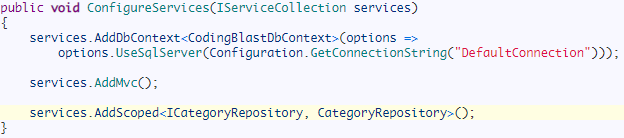 public void ConfigureServices(IServiceCollection services)
{
    services.AddDbContext<CodingBlastDbContext>(options =>
        options.UseSqlServer(Configuration.GetConnectionString("DefaultConnection")));
    services.AddMvc();
    services.AddScoped<ICategoryRepository, CategoryRepository>();
}